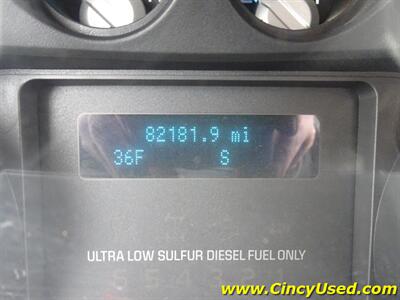 82181.9 mi
36F S
ULTRA LOW SULFUR DIESEL FUEL ONLY
www.CincyUsed.com